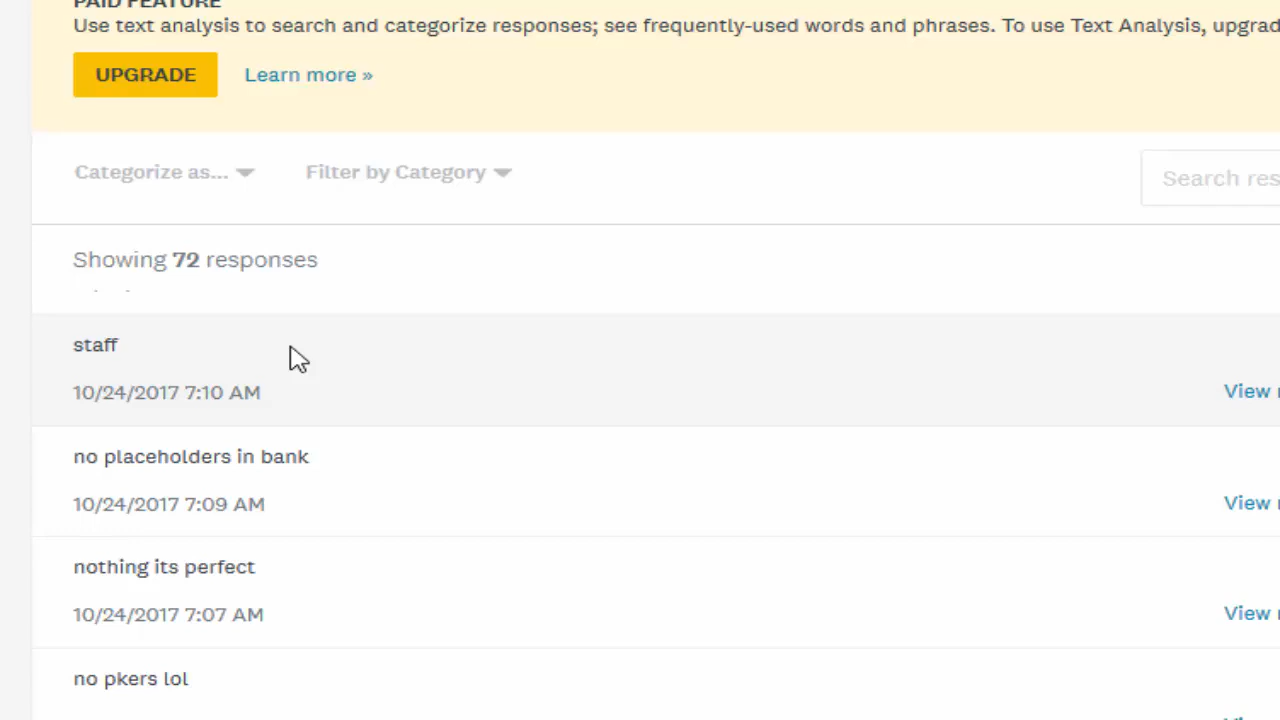 PAID FEATURE
Use text analysis to search and categorize responses; see frequently-used words and phrases. To use Text Analysis, upgrad
UPGRADE Learn more »
Categorize as... Filter by Category
Search res
Showing 72 responses
staff
10/24/2017 7:10 AM
View
no placeholders in bank
10/24/2017 7:09 AM
View
nothing its perfect
10/24/2017 7:07 AM
View
no pkers lol